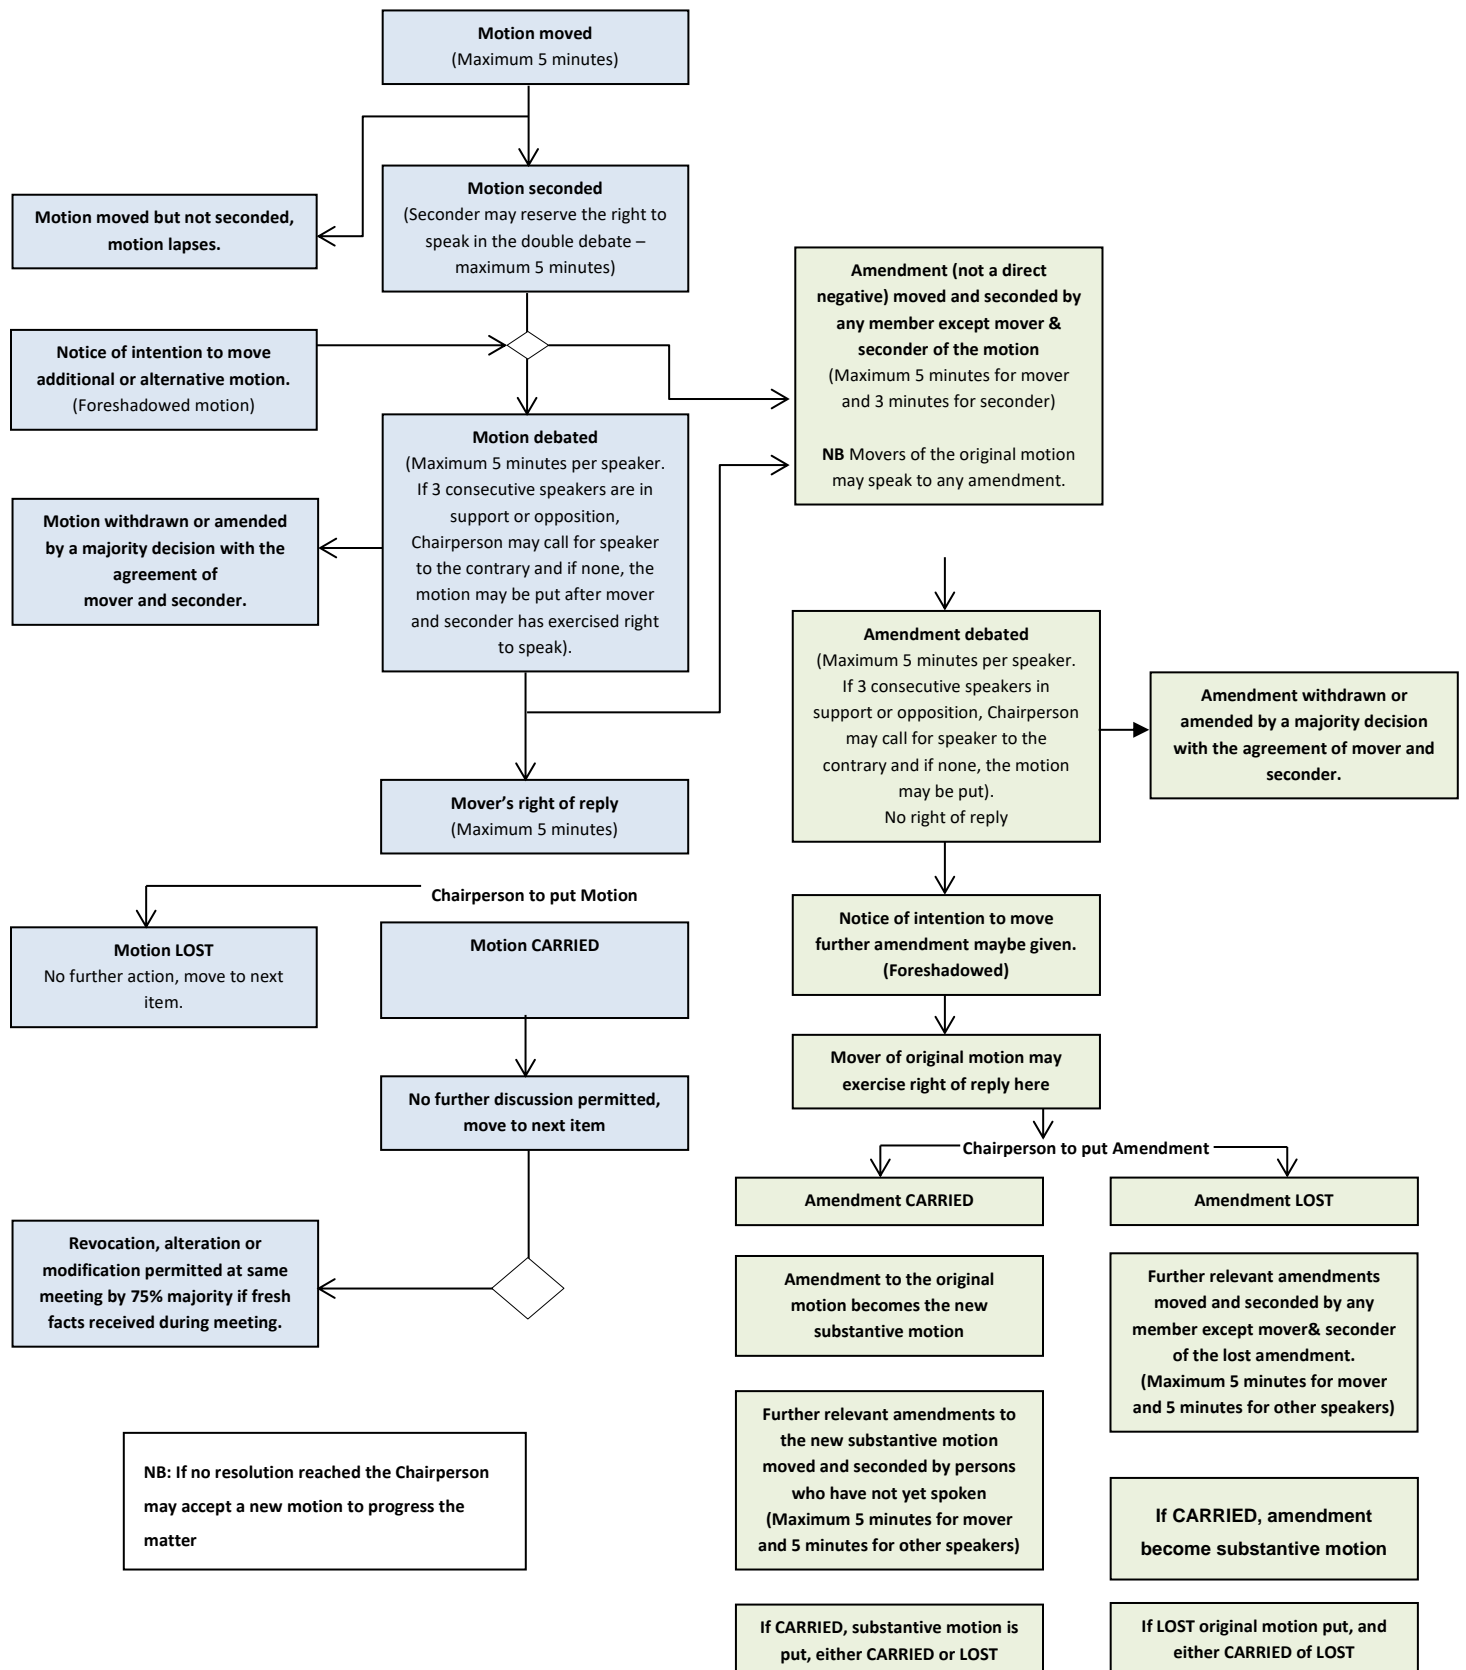 Motion moved
(Maximum 5 minutes)
Motion seconded
(Seconder may reserve the right to
speak in the double debate –
maximum 5 minutes)
Motion moved but not seconded,
motion lapses.
Notice of intention to move
additional or alternative motion.
(Foreshadowed motion)
Motion debated
(Maximum 5 minutes per speaker.
If 3 consecutive speakers are in
support or opposition,
Chairperson may call for speaker
to the contrary and if none, the
motion may be put after mover
and seconder has exercised right
to speak).
Motion withdrawn or amended
by a majority decision with the
agreement of
mover and seconder.
Mover’s right of reply
(Maximum 5 minutes)
Chairperson to put Motion
Motion LOST
No further action, move to next
item.
Motion CARRIED
No further discussion permitted,
move to next item
Revocation, alteration or
modification permitted at same
meeting by 75% majority if fresh
facts received during meeting.
NB: If no resolution reached the Chairperson
may accept a new motion to progress the
matter
Amendment (not a direct
negative) moved and seconded by
any member except mover &
seconder of the motion
(Maximum 5 minutes for mover
and 3 minutes for seconder)
NB Movers of the original motion
may speak to any amendment.
Amendment debated
(Maximum 5 minutes per speaker.
If 3 consecutive speakers in
support or opposition, Chairperson
may call for speaker to the
contrary and if none, the motion
may be put).
No right of reply
Amendment withdrawn or
amended by a majority decision
with the agreement of mover and
seconder.
Notice of intention to move
further amendment maybe given.
(Foreshadowed)
Mover of original motion may
exercise right of reply here
Chairperson to put Amendment
Amendment CARRIED
Amendment to the original
motion becomes the new
substantive motion
Further relevant amendments to
the new substantive motion
moved and seconded by persons
who have not yet spoken
(Maximum 5 minutes for mover
and 5 minutes for other speakers)
If CARRIED, substantive motion is
put, either CARRIED or LOST
Amendment LOST
Further relevant amendments
moved and seconded by any
member except mover& seconder
of the lost amendment.
(Maximum 5 minutes for mover
and 5 minutes for other speakers)
If CARRIED, amendment
become substantive motion
If LOST original motion put, and
either CARRIED of LOST